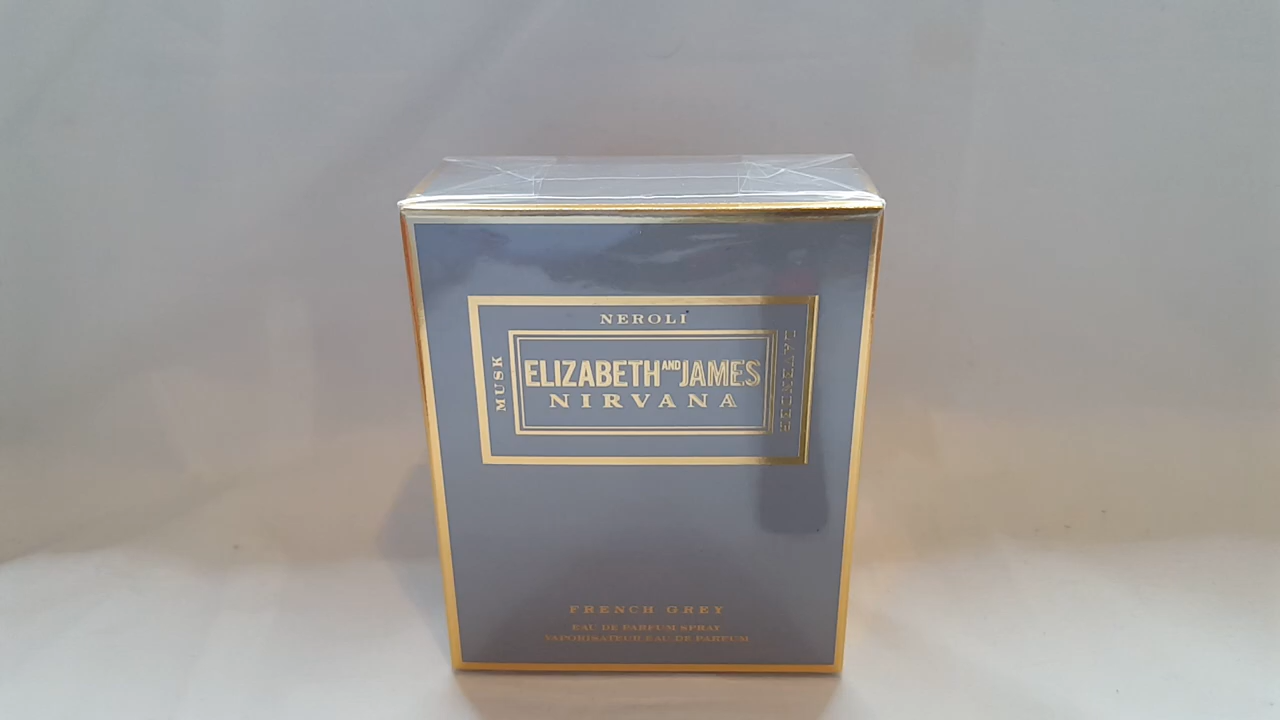 NEROLI
MUSK
ELIZABETH AND JAMES
NIRVANA
LAVENDER
FRENCH GREY
EAU DE PARFUM SPRAY
VAPORISATEUR EAU DE PARFUM